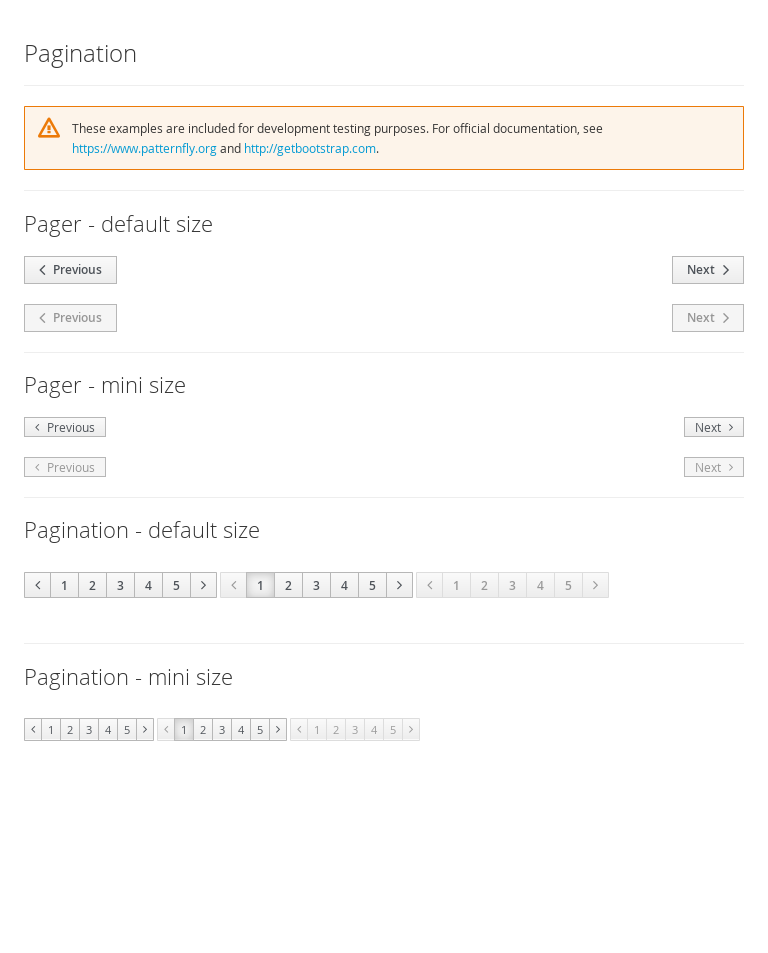 Pagination
These examples are included for development testing purposes. For official documentation, see
https://www.patternfly.org and http://getbootstrap.com.
Pager - default size
Previous Next
Previous Next
Pager - mini size
Previous Next
Previous Next
Pagination - default size
1 2 3 4 5 1 2 3 4 5 1 2 3 4 5
Pagination - mini size
1 2 3 4 5 1 2 3 4 5 1 2 3 4 5